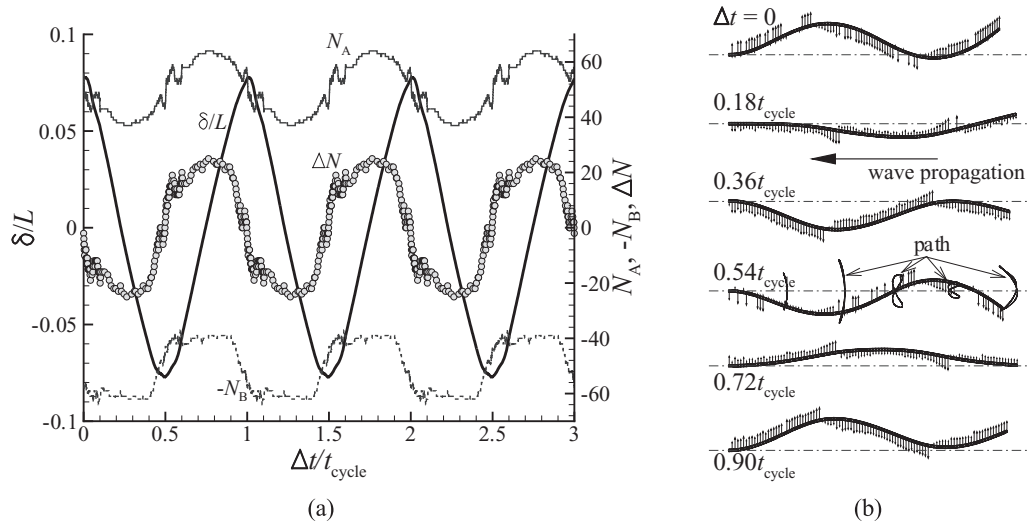 0.1
0.05
0
-0.05
-0.1
δ/L
N_A
δ/L
ΔN
-N_B
60
40
20
0
-20
-40
-60
N_A, -N_B, ΔN
0 0.5 1 1.5 2 2.5 3
Δt/t_cycle
(a)
Δt = 0
0.18t_cycle
wave propagation
0.36t_cycle
path
0.54t_cycle
0.72t_cycle
0.90t_cycle
(b)